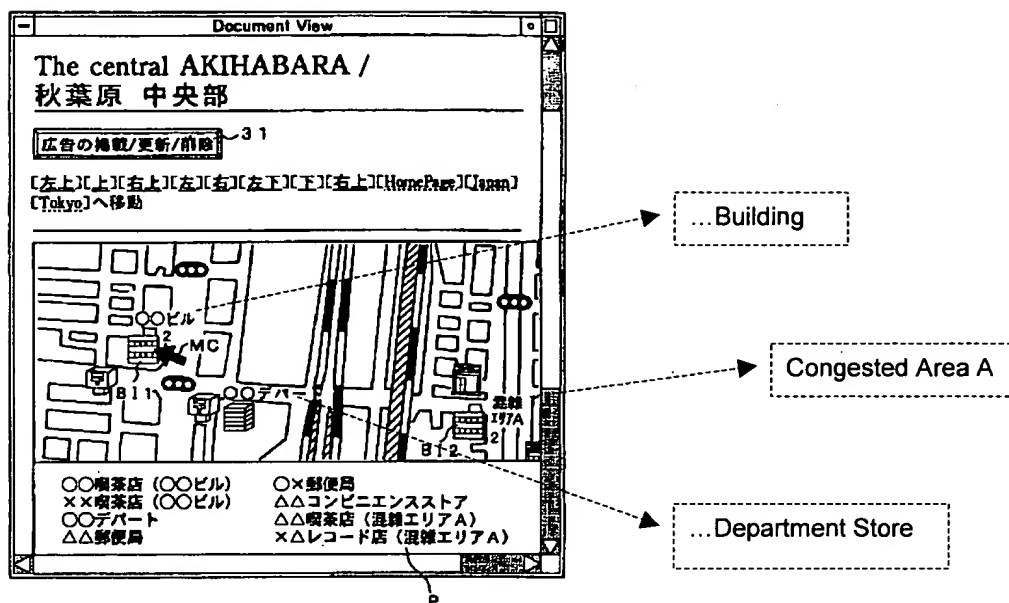 Document View
The central AKIHABARA /
秋葉原 中央部
広告の掲載/更新/削除
31
[左上][上][右上][左][右][左下][下][右上][HomePage][Japan]
[Tokyo]へ移動
...Building
○○ビル
2
MC
BI1
○○デパート
混雑
エリアA
BI2
2
Congested Area A
○○喫茶店（○○ビル） ○×郵便局
××喫茶店（○○ビル） △△コンビニエンスストア
○○デパート △△喫茶店（混雑エリアA）
△△郵便局 ×△レコード店（混雑エリアA）
...Department Store
P